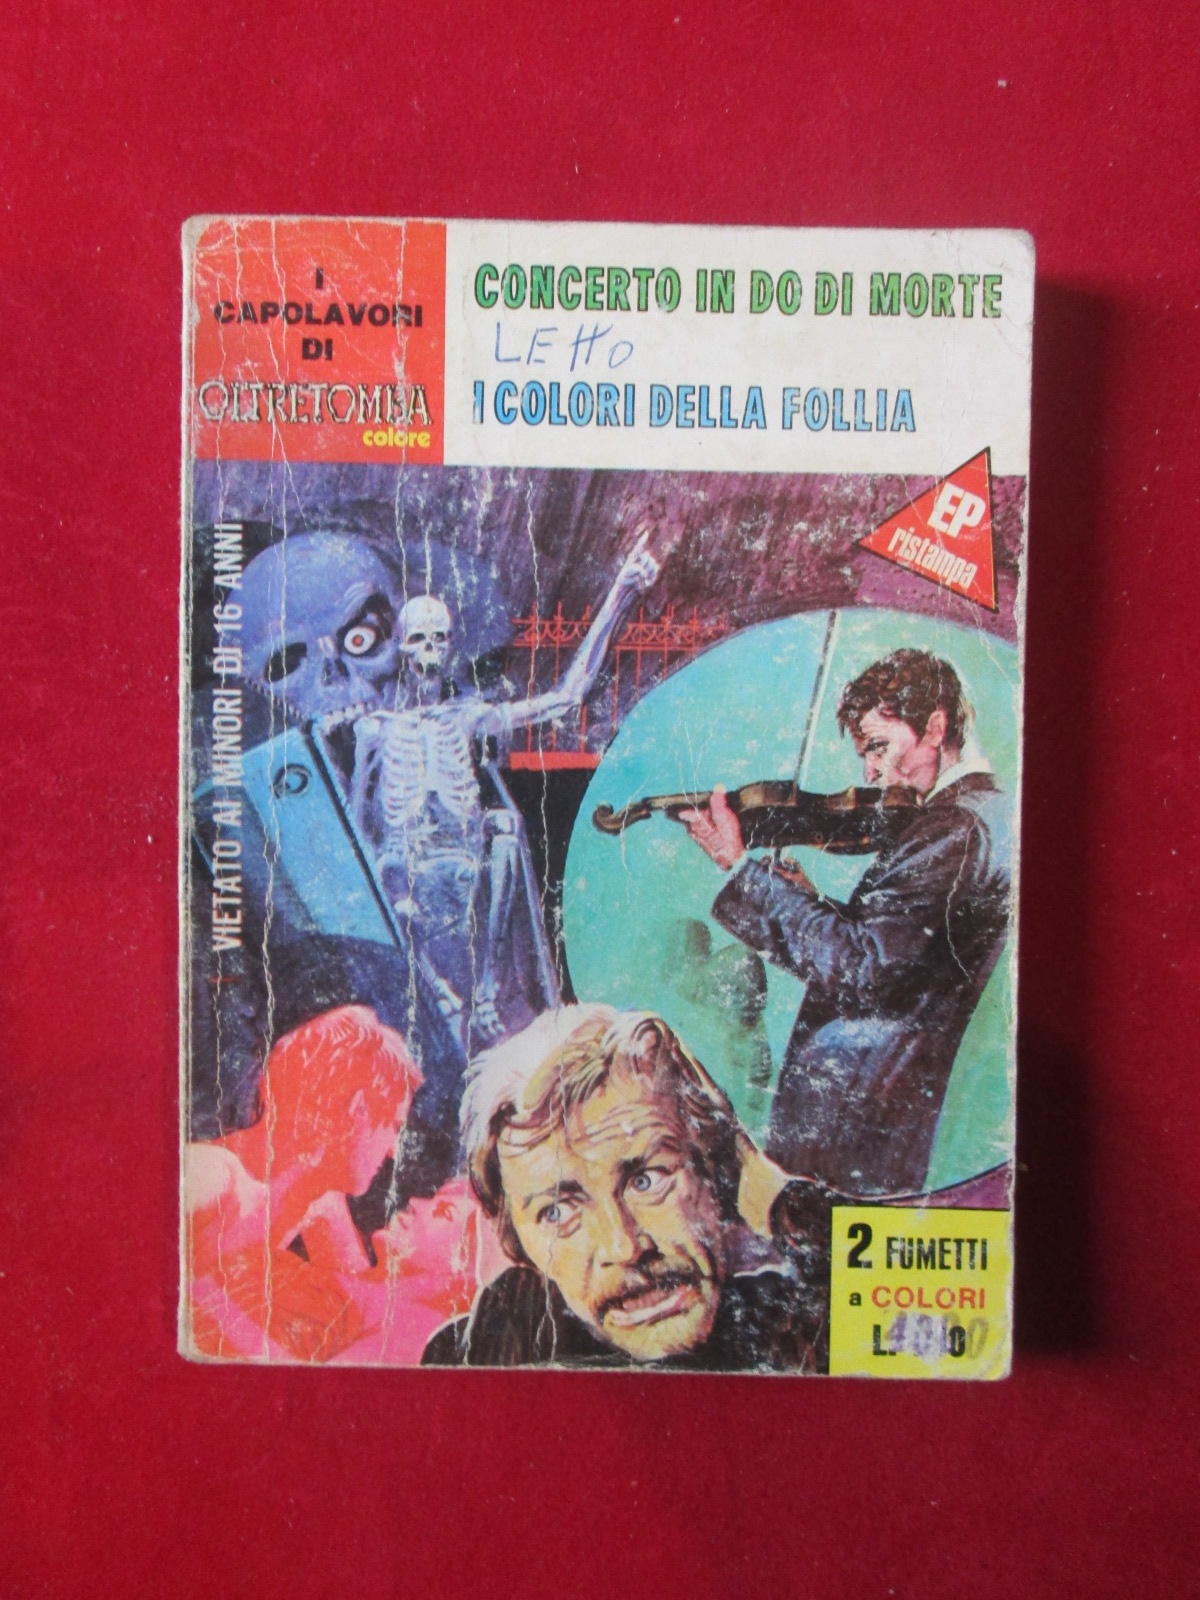 I
CAPOLAVORI
DI
OLTRETOMBA
colore
CONCERTO IN DO DI MORTE
LETTO
I COLORI DELLA FOLLIA
EP
ristampa
VIETATO AI MINORI DI 16 ANNI
2 FUMETTI
a COLORI
L.